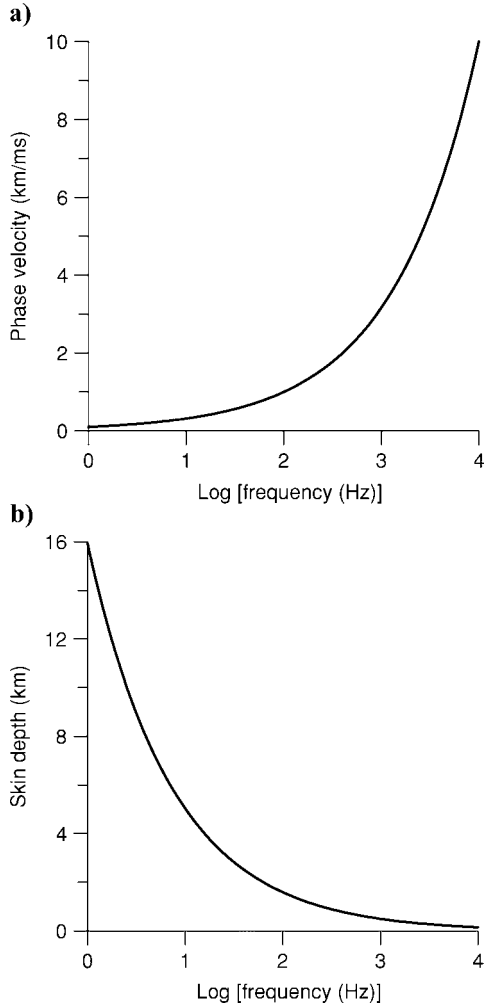 a)
10
8
6
4
2
0
Phase velocity (km/ms)
0 1 2 3 4
Log [frequency (Hz)]
b)
16
12
8
4
0
Skin depth (km)
0 1 2 3 4
Log [frequency (Hz)]